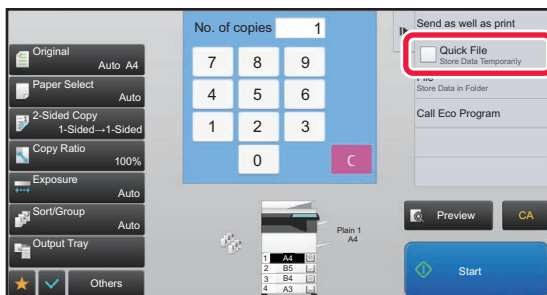 No. of copies
1
Send as well as print
Quick File
Store Data Temporarily
File
Store Data in Folder
Call Eco Program
Original
Auto A4
Paper Select
Auto
2-Sided Copy
1-Sided→1-Sided
Copy Ratio
100%
Exposure
Auto
Sort/Group
Auto
Output Tray
Others
7 8 9
4 5 6
1 2 3
0 C
Plain 1
A4
1 A4
2 B5
3 B4
4 A3
Preview
CA
Start